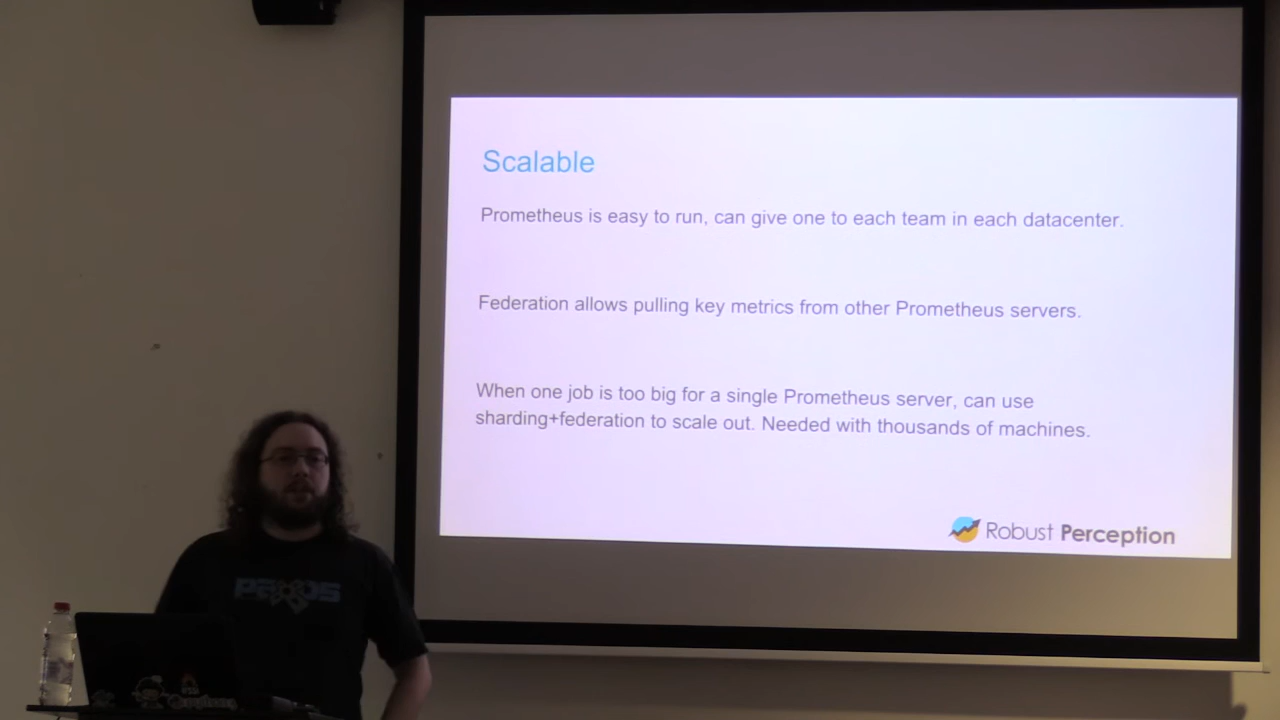 Scalable
Prometheus is easy to run, can give one to each team in each datacenter.
Federation allows pulling key metrics from other Prometheus servers.
When one job is too big for a single Prometheus server, can use
sharding+federation to scale out. Needed with thousands of machines.
Robust Perception
PAXOS